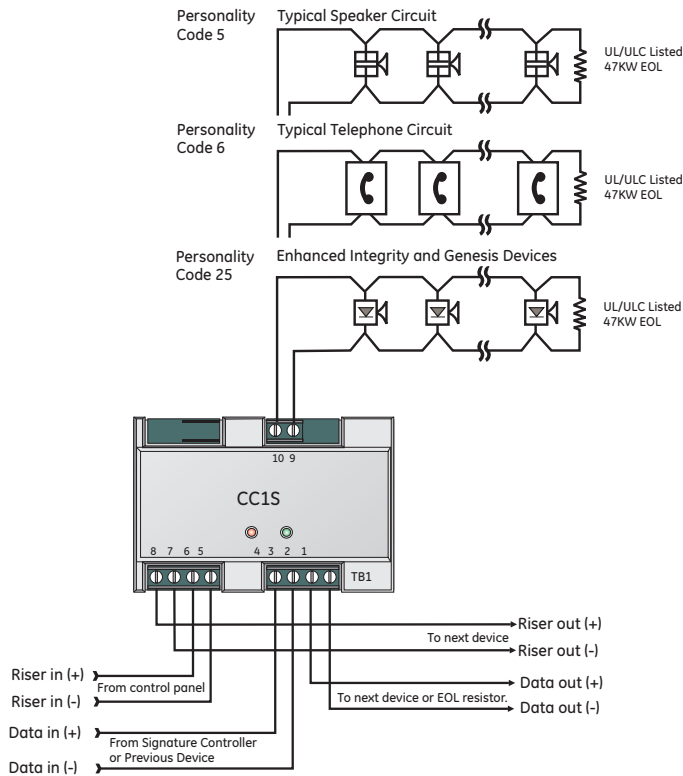 Personality Typical Speaker Circuit
Code 5
UL/ULC Listed
47KW EOL
Personality Typical Telephone Circuit
Code 6
UL/ULC Listed
47KW EOL
Personality Enhanced Integrity and Genesis Devices
Code 25
UL/ULC Listed
47KW EOL
10 9
CC1S
8 7 6 5 4 3 2 1
TB1
Riser out (+)
To next device
Riser out (-)
Riser in (+)
From control panel
Data out (+)
Riser in (-)
To next device or EOL resistor.
Data out (-)
Data in (+)
From Signature Controller
or Previous Device
Data in (-)